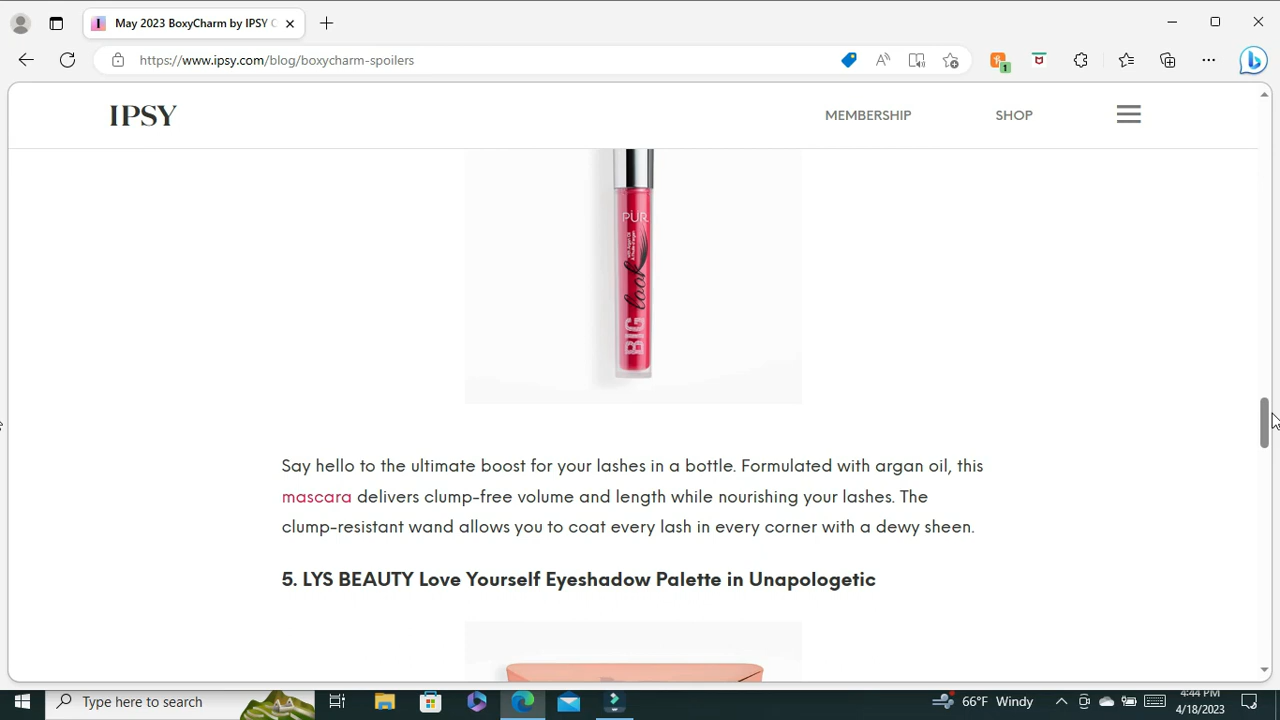 May 2023 BoxyCharm by IPSY C
https://www.ipsy.com/blog/boxycharm-spoilers
1
IPSY
MEMBERSHIP
SHOP
PÜR
look
BIG
Say hello to the ultimate boost for your lashes in a bottle. Formulated with argan oil, this
mascara delivers clump-free volume and length while nourishing your lashes. The
clump-resistant wand allows you to coat every lash in every corner with a dewy sheen.
5. LYS BEAUTY Love Yourself Eyeshadow Palette in Unapologetic
Type here to search
66°F Windy
4:44 PM
4/18/2023